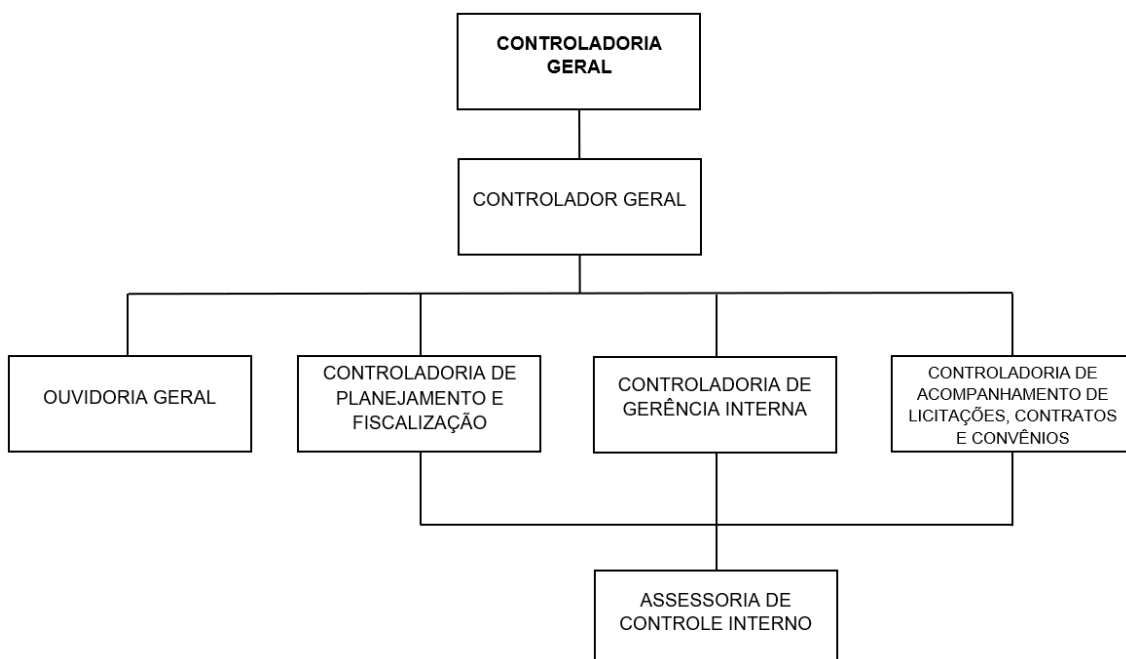 CONTROLADORIA
GERAL
CONTROLADOR GERAL
OUVIDORIA GERAL
CONTROLADORIA DE
PLANEJAMENTO E
FISCALIZAÇÃO
CONTROLADORIA DE
GERÊNCIA INTERNA
CONTROLADORIA DE
ACOMPANHAMENTO DE
LICITAÇÕES, CONTRATOS
E CONVÊNIOS
ASSESSORIA DE
CONTROLE INTERNO